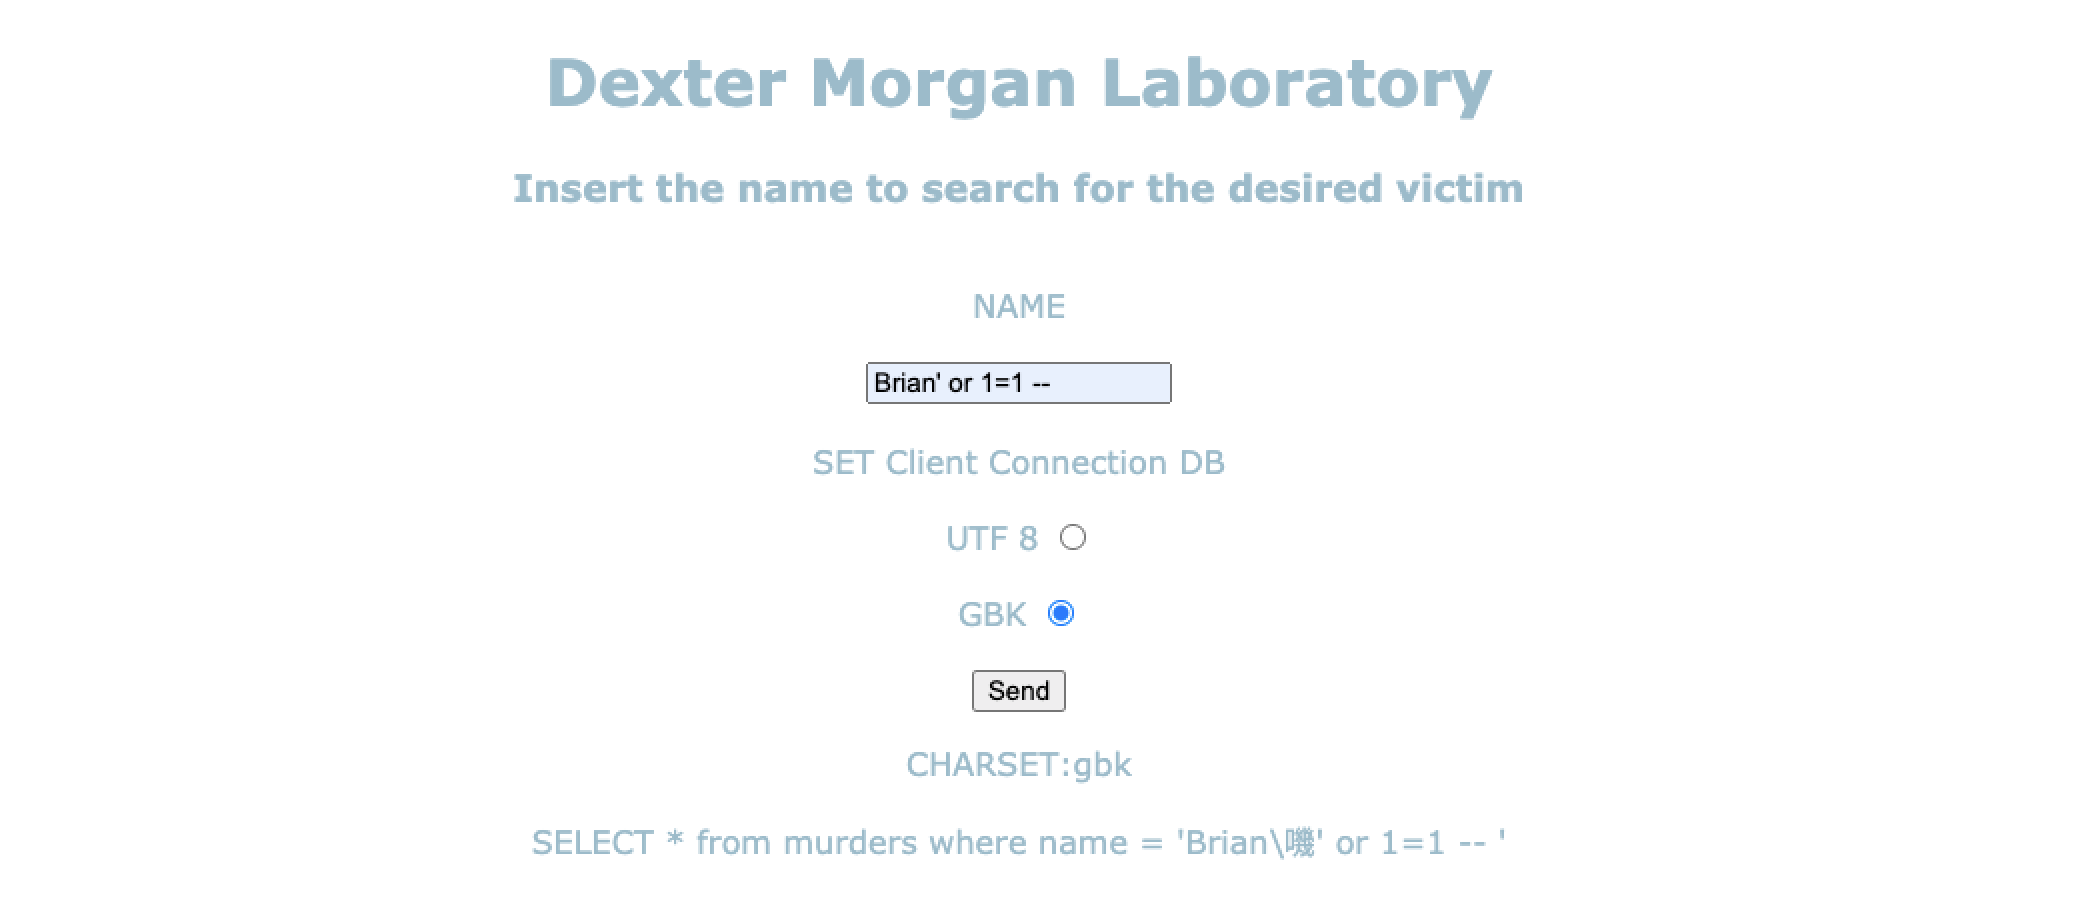 Dexter Morgan Laboratory
Insert the name to search for the desired victim
NAME
Brian' or 1=1 --
SET Client Connection DB
UTF 8
GBK
Send
CHARSET:gbk
SELECT * from murders where name = 'Brian\嘰' or 1=1 -- '